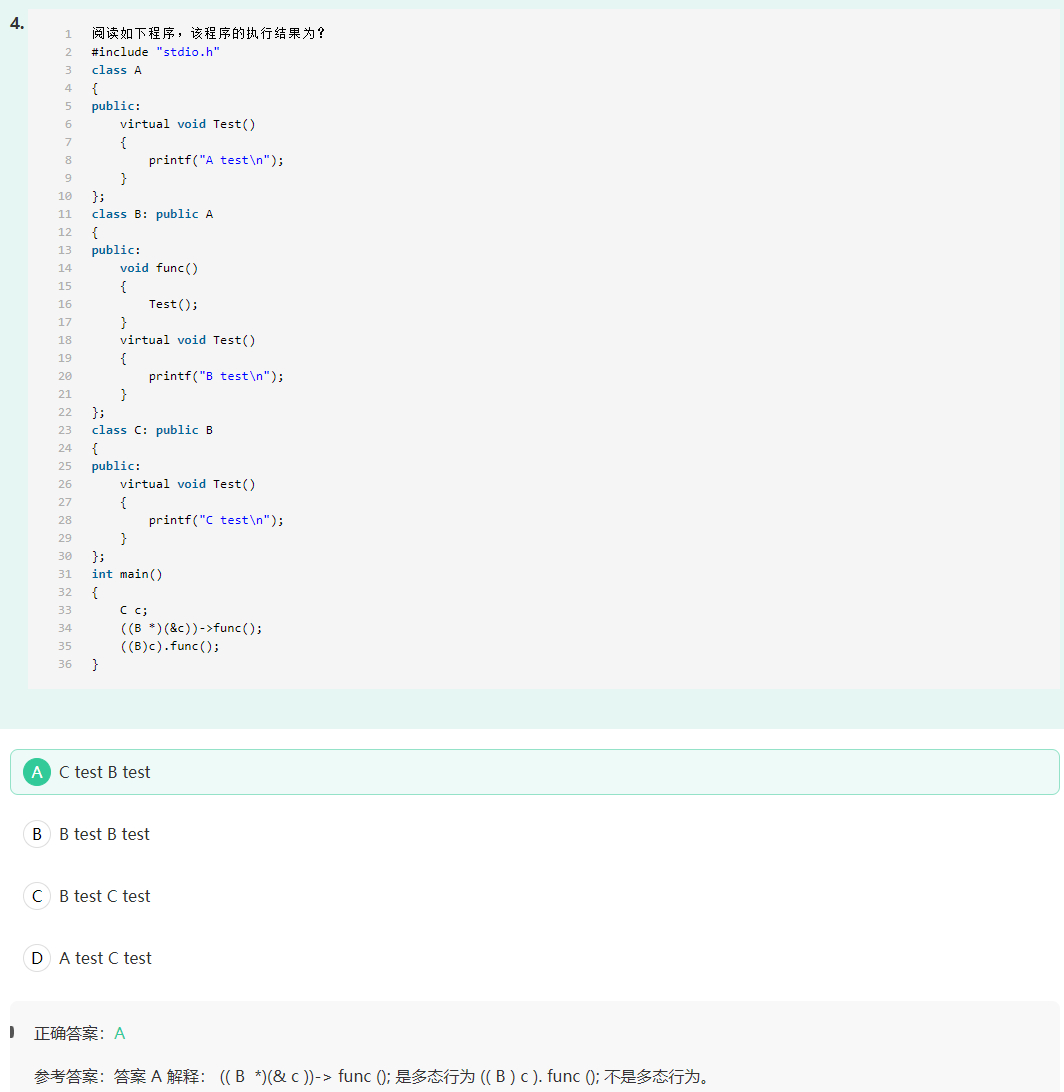 4.
1 阅读如下程序，该程序的执行结果为？
2 #include "stdio.h"
3 class A
4 {
5 public:
6     virtual void Test()
7     {
8         printf("A test\n");
9     }
10 };
11 class B: public A
12 {
13 public:
14     void func()
15     {
16         Test();
17     }
18     virtual void Test()
19     {
20         printf("B test\n");
21     }
22 };
23 class C: public B
24 {
25 public:
26     virtual void Test()
27     {
28         printf("C test\n");
29     }
30 };
31 int main()
32 {
33     C c;
34     ((B *)(&c))->func();
35     ((B)c).func();
36 }
A C test B test
B B test B test
C B test C test
D A test C test
正确答案：A
参考答案：答案 A 解释： (( B  *)(& c ))-> func (); 是多态行为 (( B ) c ). func (); 不是多态行为。